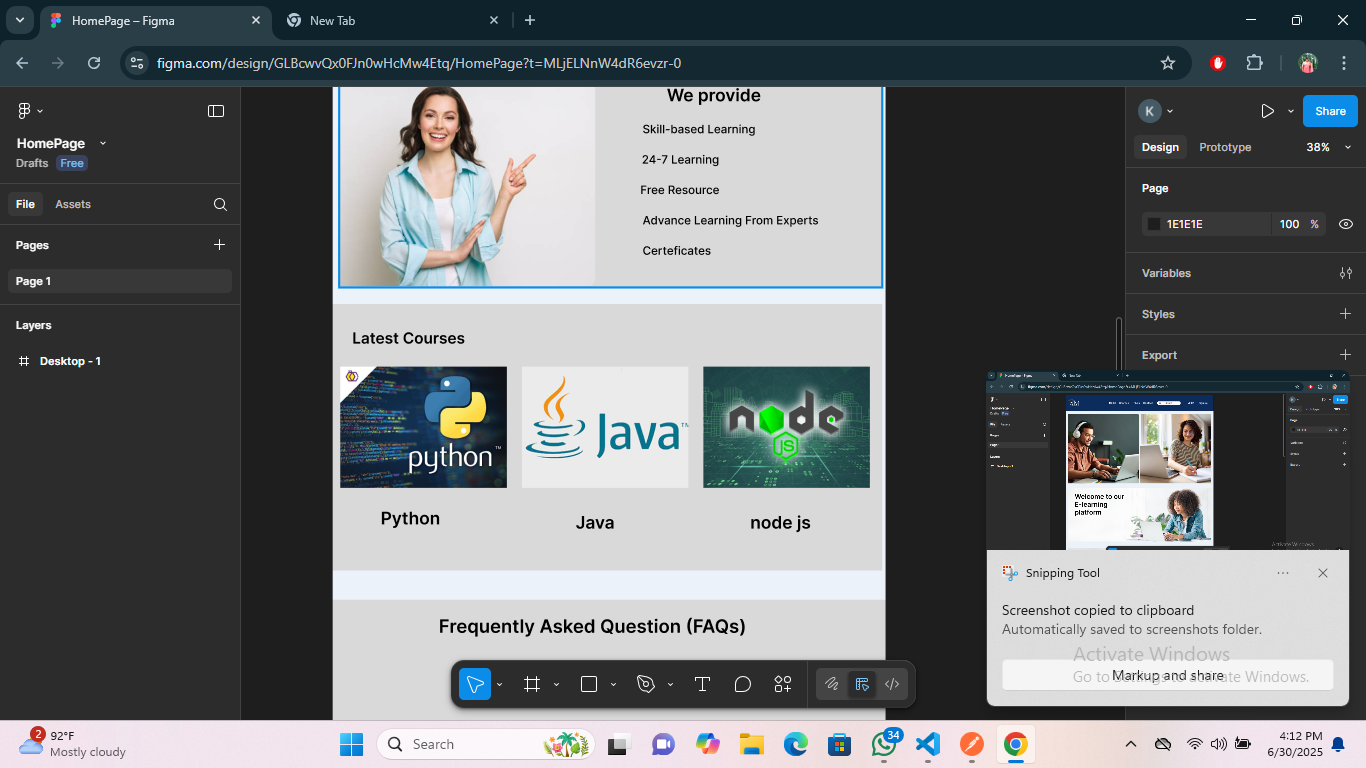 HomePage – Figma
New Tab
figma.com/design/GLBcwvQx0FJn0wHcMw4Etq/HomePage?t=MLjELNnW4dR6evzr-0
HomePage
Drafts Free
File Assets
Pages
Page 1
Layers
Desktop - 1
We provide
Skill-based Learning
24-7 Learning
Free Resource
Advance Learning From Experts
Certeficates
Latest Courses
python™
Java™
node
JS
Python
Java
node js
Frequently Asked Question (FAQs)
K
Share
Design Prototype 38%
Page
1E1E1E 100 %
Variables
Styles
Export
Welcome to our
E-learning
platform
Snipping Tool
Screenshot copied to clipboard
Automatically saved to screenshots folder.
Markup and share
Activate Windows
Go to Settings to activate Windows.
2
92°F
Mostly cloudy
Search
34
4:12 PM
6/30/2025